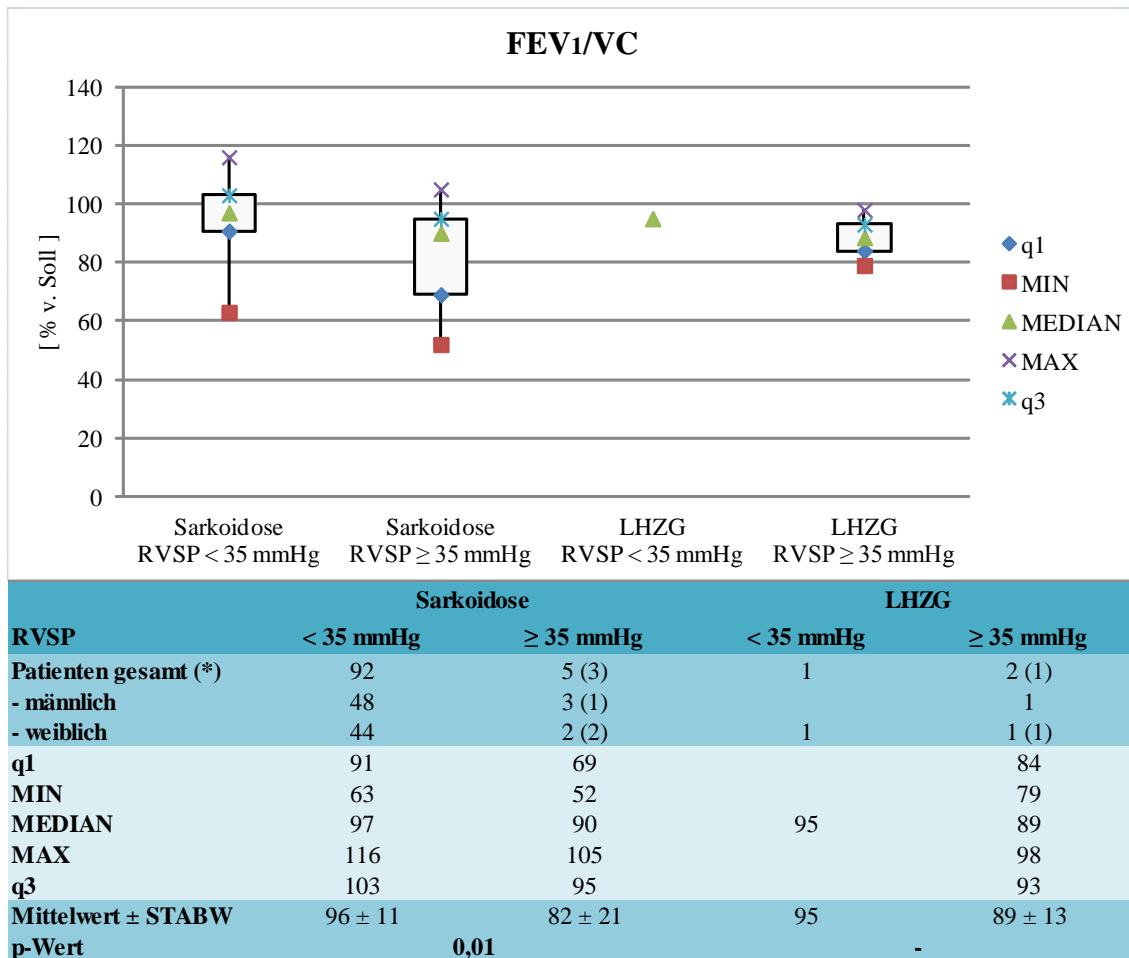 FEV1/VC
140
120
100
80
60
40
20
0
[ % v. Soll ]
Sarkoidose
RVSP < 35 mmHg
Sarkoidose
RVSP ≥ 35 mmHg
LHZG
RVSP < 35 mmHg
LHZG
RVSP ≥ 35 mmHg
q1
MIN
MEDIAN
MAX
q3
Sarkoidose LHZG
RVSP < 35 mmHg ≥ 35 mmHg < 35 mmHg ≥ 35 mmHg
Patienten gesamt (*) 92 5 (3) 1 2 (1)
- männlich 48 3 (1) 1
- weiblich 44 2 (2) 1 1 (1)
q1 91 69 84
MIN 63 52 79
MEDIAN 97 90 95 89
MAX 116 105 98
q3 103 95 93
Mittelwert ± STABW 96 ± 11 82 ± 21 95 89 ± 13
p-Wert 0,01 -